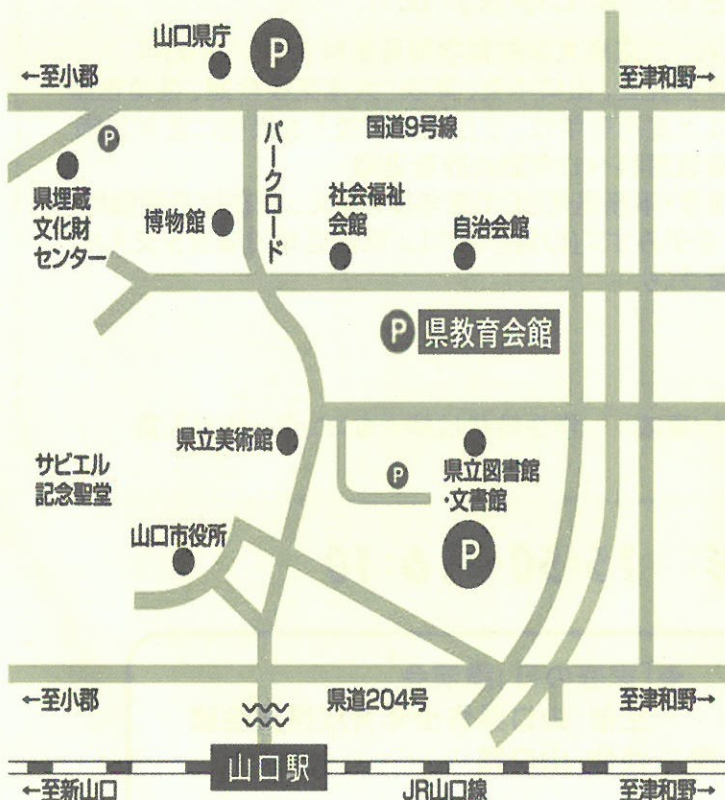 山口県庁
P
←至小郡
至津和野→
P
国道9号線
パークロード
県埋蔵
文化財
センター
博物館
社会福祉
会館
自治会館
P
県教育会館
県立美術館
サビエル
記念聖堂
P
県立図書館
・文書館
山口市役所
P
←至小郡
県道204号
至津和野→
山口駅
←至新山口
JR山口線
至津和野→